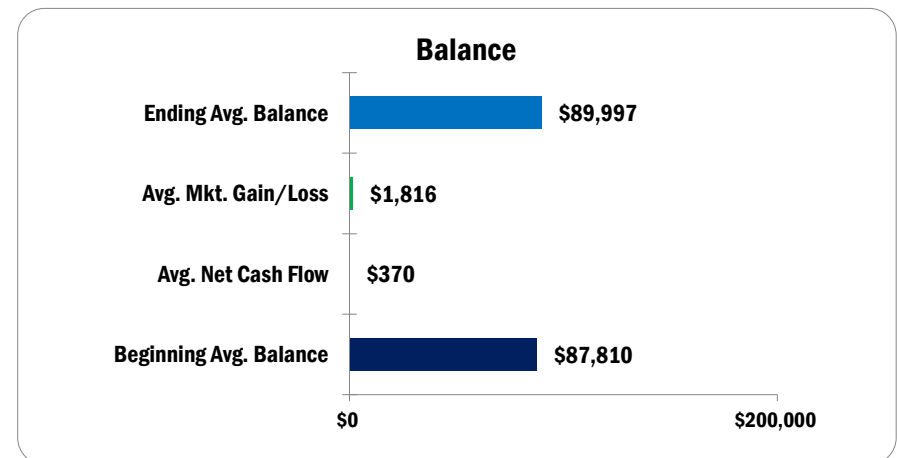 Balance
Ending Avg. Balance $89,997
Avg. Mkt. Gain/Loss $1,816
Avg. Net Cash Flow $370
Beginning Avg. Balance $87,810
$0 $200,000